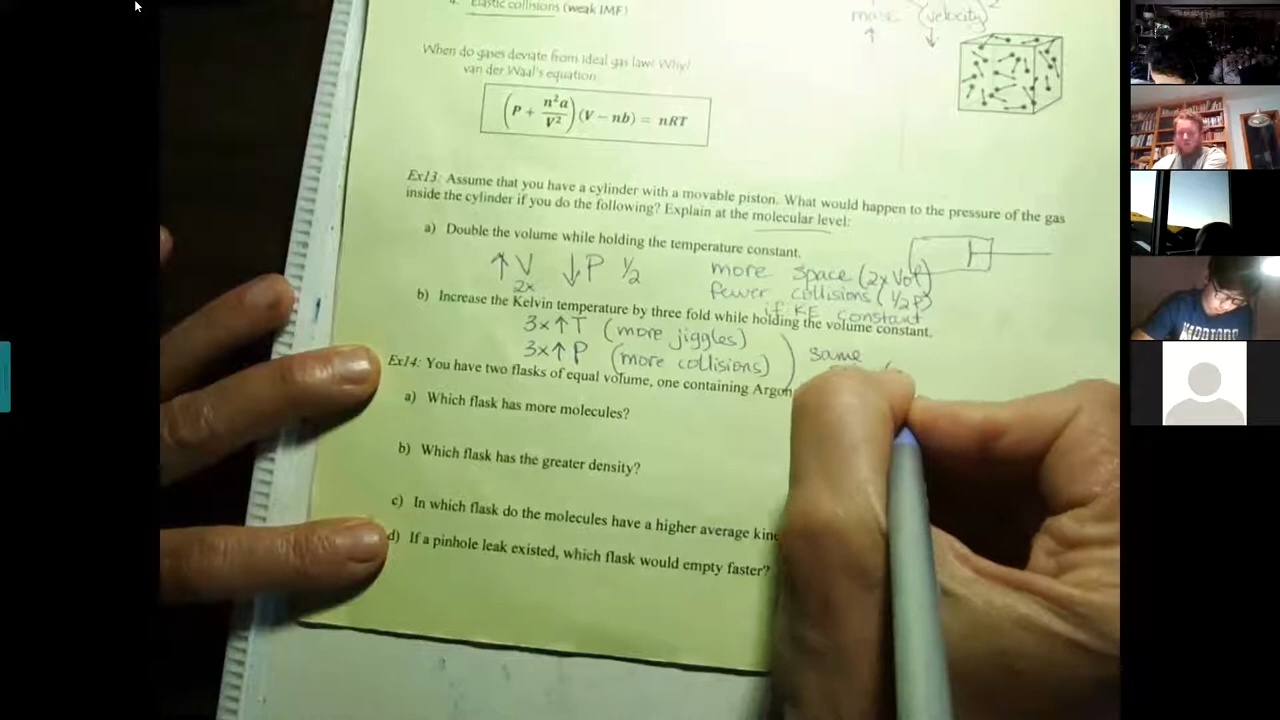 4. Elastic collisions (weak IMF)
mass (velocity)²
↑ ↓
When do gases deviate from ideal gas law? Why?
van der Waal's equation
(P + n²a/V²)(V − nb) = nRT
Ex13: Assume that you have a cylinder with a movable piston. What would happen to the pressure of the gas
inside the cylinder if you do the following? Explain at the molecular level:
a) Double the volume while holding the temperature constant.
↑V ↓P ½ more space (2x Vol)
2x fewer collisions (½ P)
if KE constant
b) Increase the Kelvin temperature by three fold while holding the volume constant.
3x↑T (more jiggles)
3x↑P (more collisions) same
Ex14: You have two flasks of equal volume, one containing Argon
a) Which flask has more molecules?
b) Which flask has the greater density?
c) In which flask do the molecules have a higher average
d) If a pinhole leak existed, which flask would empty faster?